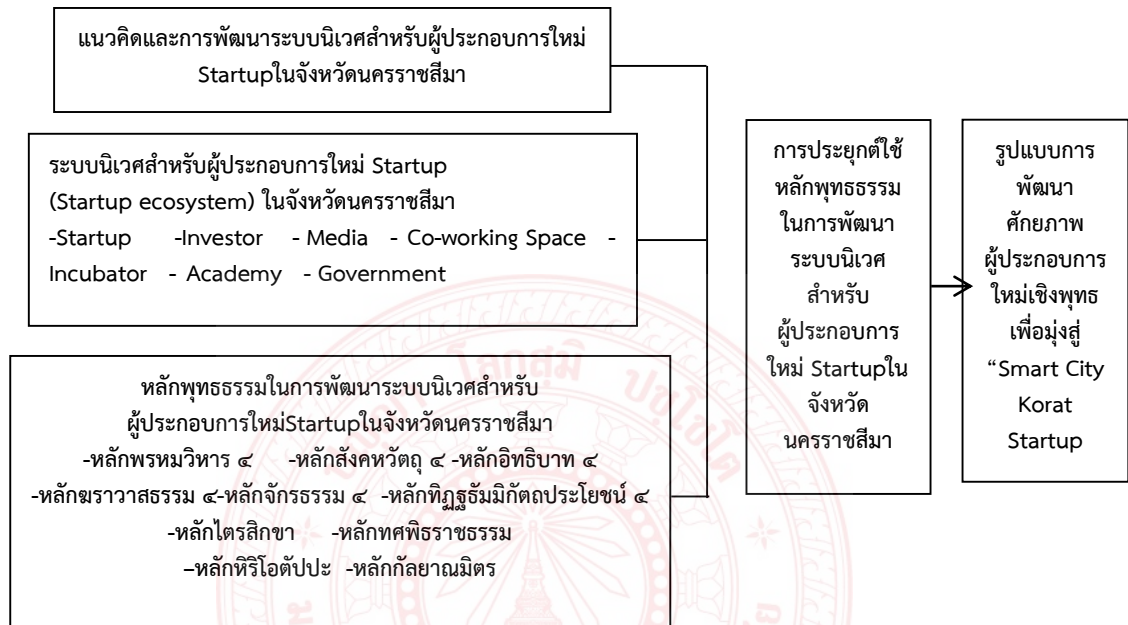 แนวคิดและการพัฒนาระบบนิเวศสำหรับผู้ประกอบการใหม่
Startupในจังหวัดนครราชสีมา
ระบบนิเวศสำหรับผู้ประกอบการใหม่ Startup
(Startup ecosystem) ในจังหวัดนครราชสีมา
-Startup -Investor - Media - Co-working Space -
Incubator - Academy - Government
หลักพุทธธรรมในการพัฒนาระบบนิเวศสำหรับ
ผู้ประกอบการใหม่Startupในจังหวัดนครราชสีมา
-หลักพรหมวิหาร ๔ -หลักสังคหวัตถุ ๔ -หลักอิทธิบาท ๔
-หลักฆราวาสธรรม ๔-หลักจักรธรรม ๔ -หลักทิฏฐธัมมิกัตถประโยชน์ ๔
-หลักไตรสิกขา -หลักทศพิธราชธรรม
–หลักหิริโอตัปปะ -หลักกัลยาณมิตร
การประยุกต์ใช้
หลักพุทธธรรม
ในการพัฒนา
ระบบนิเวศ
สำหรับ
ผู้ประกอบการ
ใหม่ Startupใน
จังหวัด
นครราชสีมา
รูปแบบการ
พัฒนา
ศักยภาพ
ผู้ประกอบการ
ใหม่เชิงพุทธ
เพื่อมุ่งสู่
“Smart City
Korat
Startup
โลกสฺมิ
ปชฺโชโต